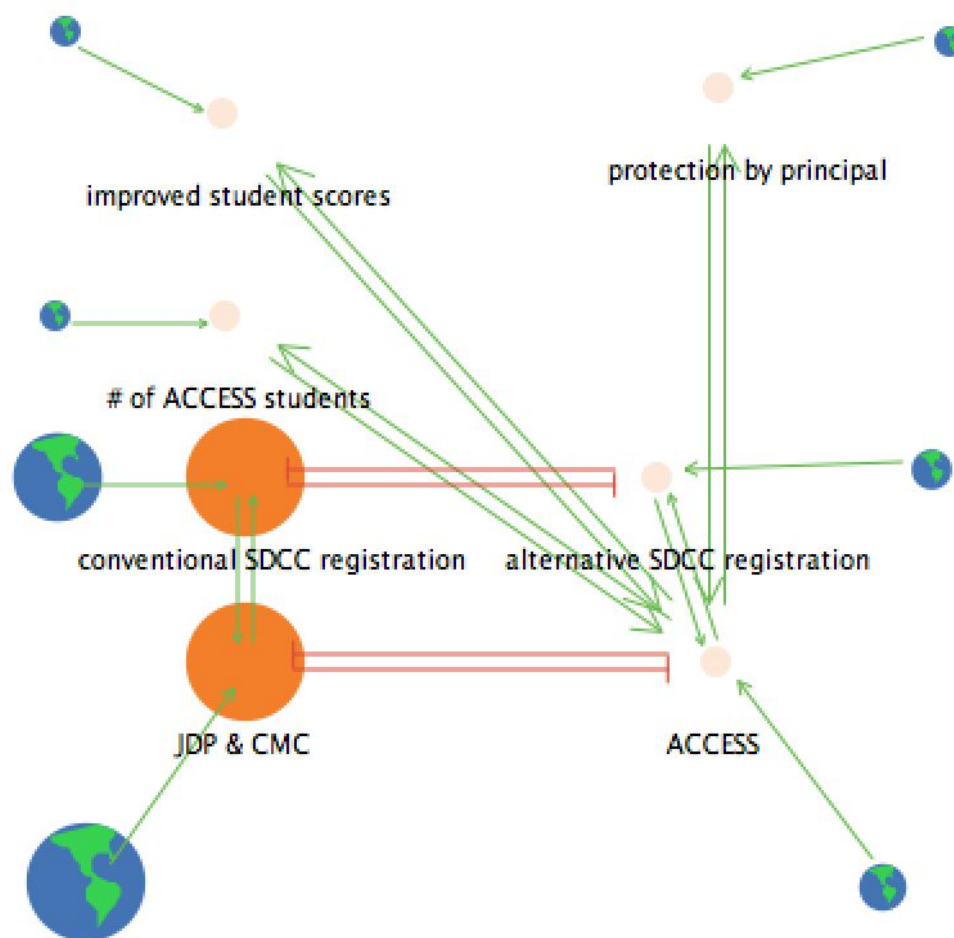 protection by principal
improved student scores
# of ACCESS students
conventional SDCC registration
alternative SDCC registration
JDP & CMC
ACCESS